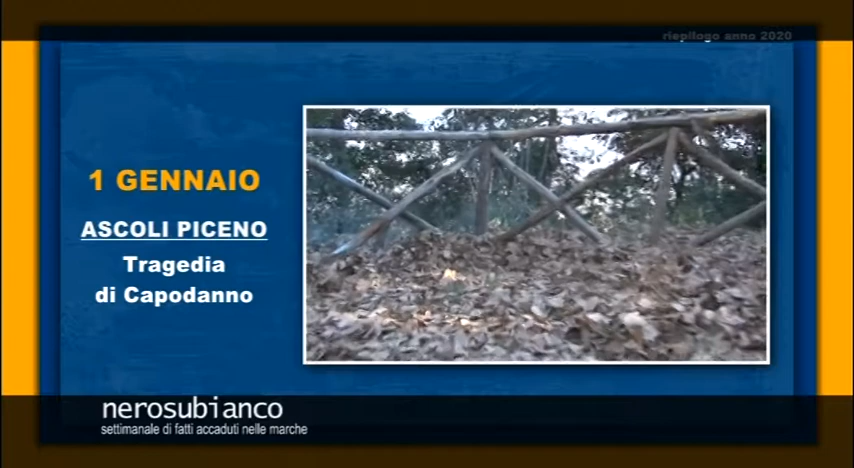 riepilogo anno 2020
1 GENNAIO
ASCOLI PICENO
Tragedia
di Capodanno
nerosubianco
settimanale di fatti accaduti nelle marche